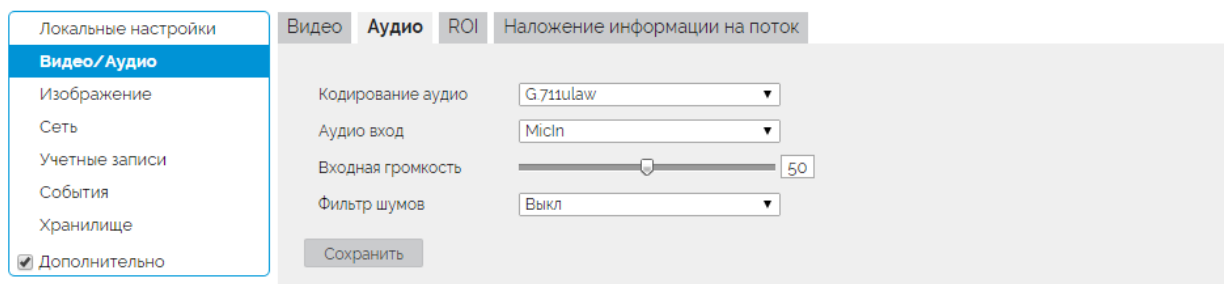 Локальные настройки
Видео/Аудио
Изображение
Сеть
Учетные записи
События
Хранилище
Дополнительно
Видео Аудио ROI Наложение информации на поток
Кодирование аудио G.711ulaw
Аудио вход MicIn
Входная громкость 50
Фильтр шумов Выкл
Сохранить